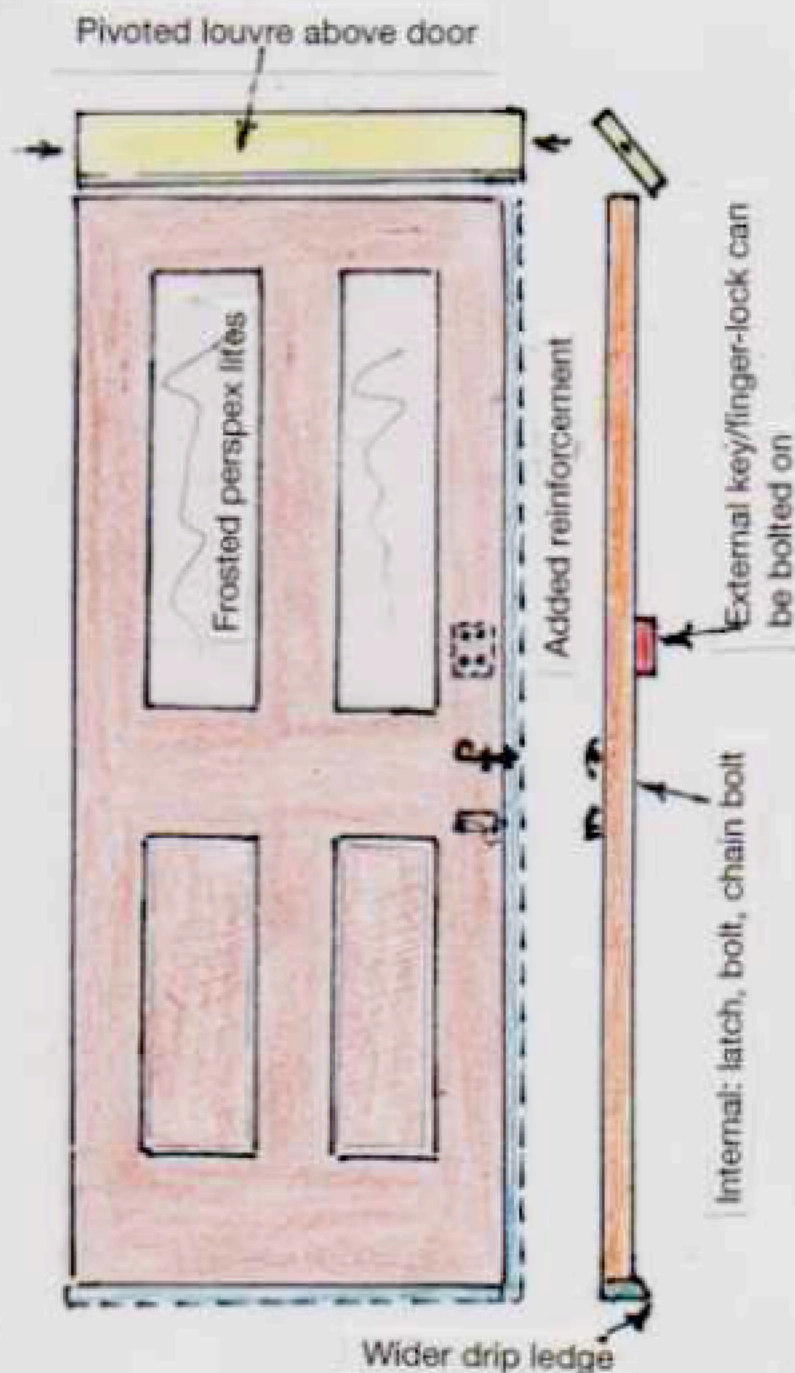 Pivoted louvre above door
Frosted perspex lites
Added reinforcement
External key/finger-lock can
be bolted on
Internal: latch, bolt, chain bolt
Wider drip ledge